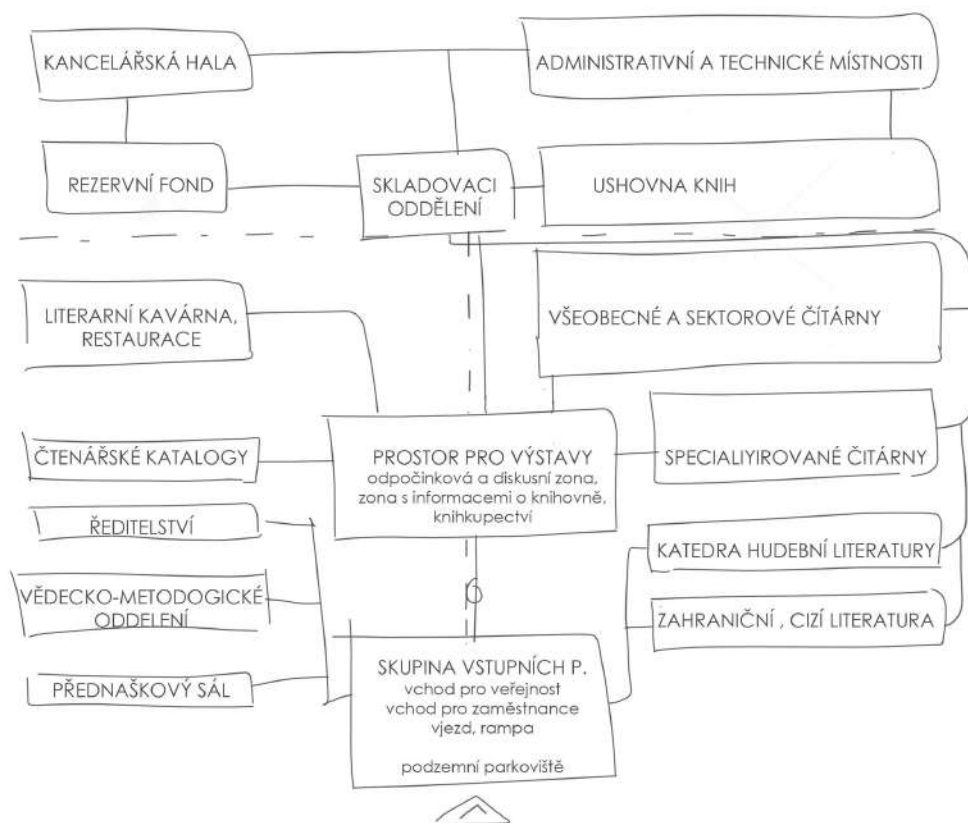 KANCELÁŘSKÁ HALA
ADMINISTRATIVNÍ A TECHNICKÉ MÍSTNOSTI
REZERVNÍ FOND
SKLADOVACI
ODDĚLENÍ
USHOVNA KNIH
LITERARNÍ KAVÁRNA,
RESTAURACE
VŠEOBECNÉ A SEKTOROVÉ ČÍTÁRNY
ČTENÁŘSKÉ KATALOGY
PROSTOR PRO VÝSTAVY
odpočinková a diskusní zona,
zona s informacemi o knihovně,
knihkupectví
SPECIALIYIROVANÉ ČITÁRNY
ŘEDITELSTVÍ
KATEDRA HUDEBNÍ LITERATURY
VĚDECKO-METODOGICKÉ
ODDELENÍ
ZAHRANIČNÍ , CIZÍ LITERATURA
PŘEDNAŠKOVÝ SÁL
SKUPINA VSTUPNÍCH P.
vchod pro veřejnost
vchod pro zaměstnance
vjezd, rampa
podzemní parkoviště